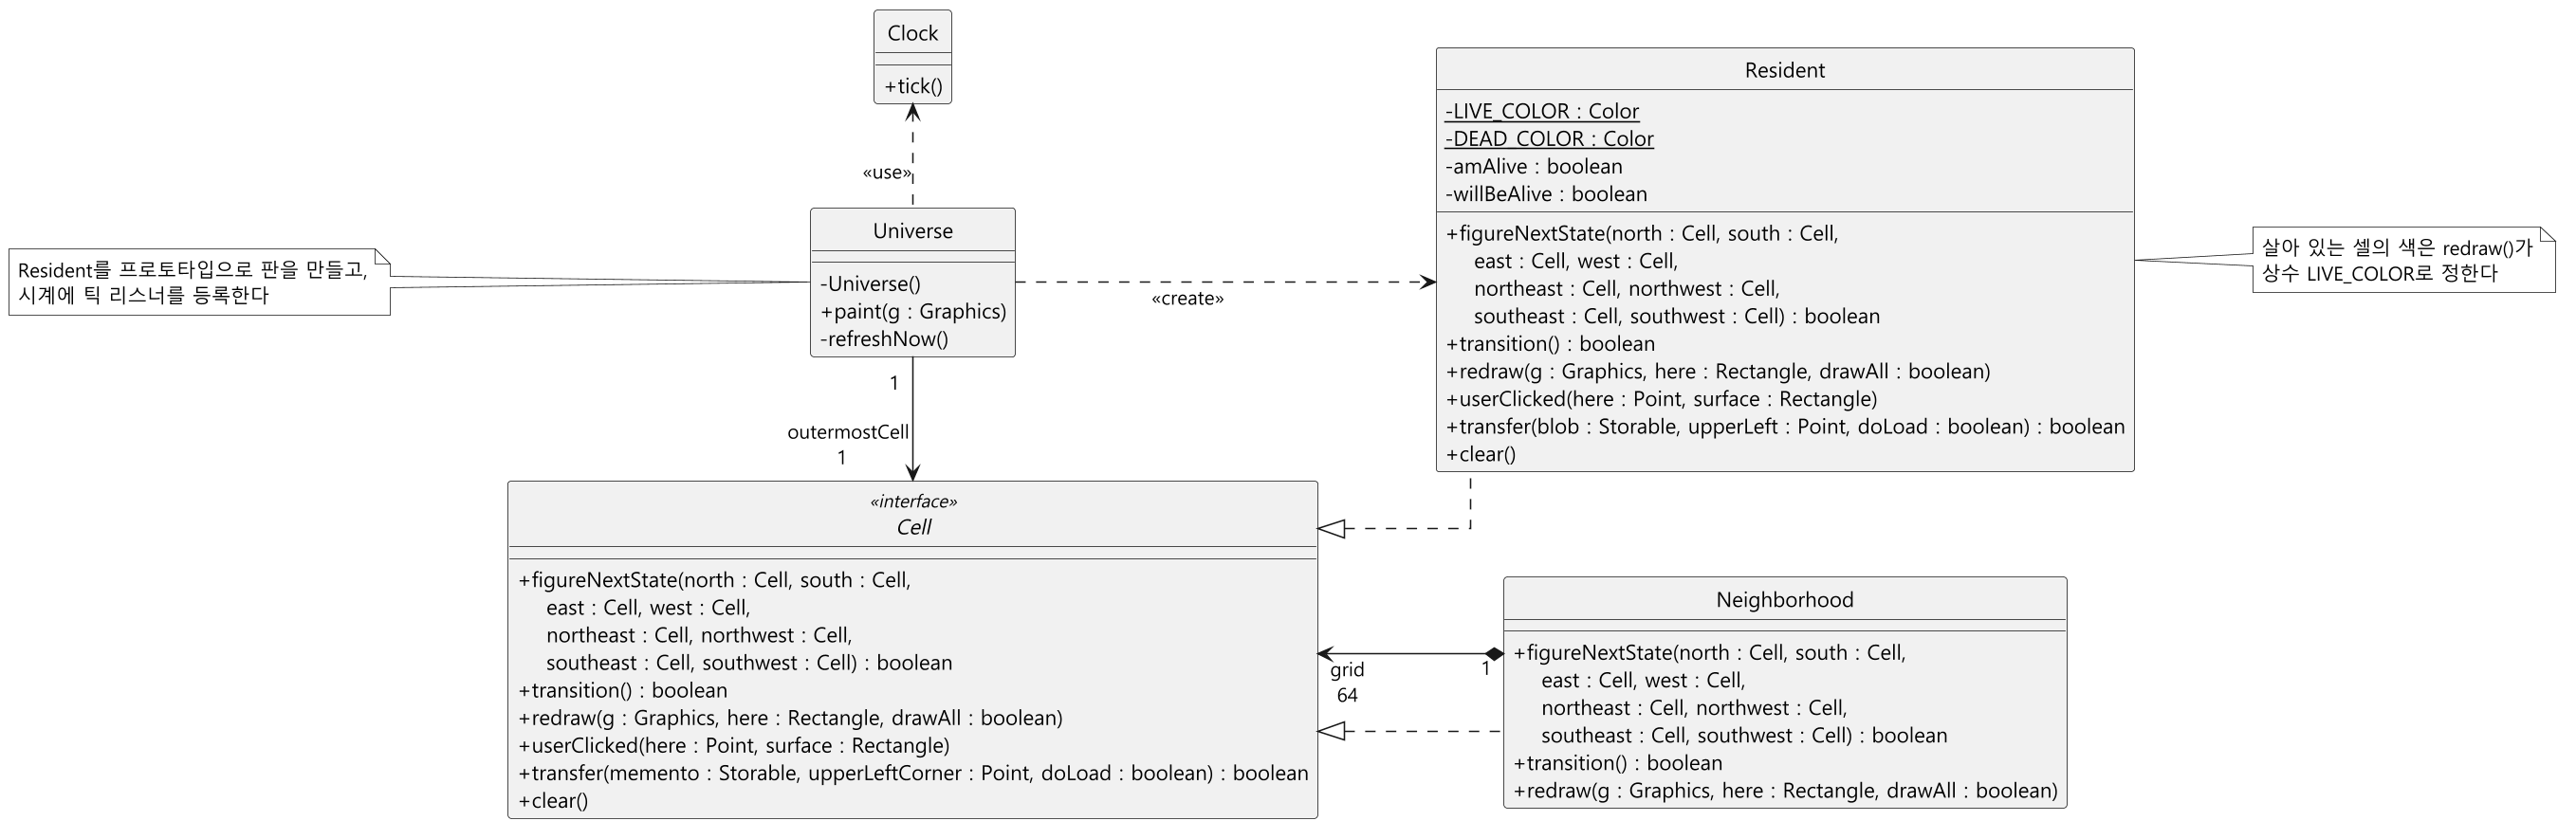 Clock
+tick()
«use»
Universe
-Universe()
+paint(g : Graphics)
-refreshNow()
Resident를 프로토타입으로 판을 만들고,
시계에 틱 리스너를 등록한다
«create»
Resident
-LIVE_COLOR : Color
-DEAD_COLOR : Color
-amAlive : boolean
-willBeAlive : boolean
+figureNextState(north : Cell, south : Cell,
east : Cell, west : Cell,
northeast : Cell, northwest : Cell,
southeast : Cell, southwest : Cell) : boolean
+transition() : boolean
+redraw(g : Graphics, here : Rectangle, drawAll : boolean)
+userClicked(here : Point, surface : Rectangle)
+transfer(blob : Storable, upperLeft : Point, doLoad : boolean) : boolean
+clear()
살아 있는 셀의 색은 redraw()가
상수 LIVE_COLOR로 정한다
1
outermostCell
1
«interface»
Cell
+figureNextState(north : Cell, south : Cell,
east : Cell, west : Cell,
northeast : Cell, northwest : Cell,
southeast : Cell, southwest : Cell) : boolean
+transition() : boolean
+redraw(g : Graphics, here : Rectangle, drawAll : boolean)
+userClicked(here : Point, surface : Rectangle)
+transfer(memento : Storable, upperLeftCorner : Point, doLoad : boolean) : boolean
+clear()
grid
64
1
Neighborhood
+figureNextState(north : Cell, south : Cell,
east : Cell, west : Cell,
northeast : Cell, northwest : Cell,
southeast : Cell, southwest : Cell) : boolean
+transition() : boolean
+redraw(g : Graphics, here : Rectangle, drawAll : boolean)